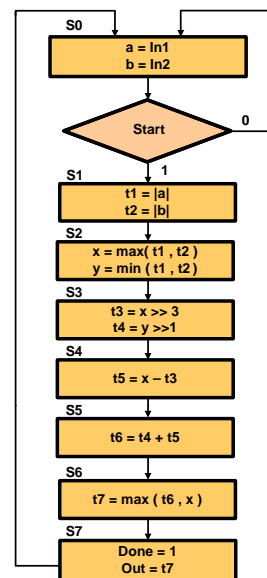 S0
a = In1
b = In2
Start
0
1
S1
t1 = |a|
t2 = |b|
S2
x = max( t1 , t2 )
y = min ( t1 , t2 )
S3
t3 = x >> 3
t4 = y >>1
S4
t5 = x – t3
S5
t6 = t4 + t5
S6
t7 = max ( t6 , x )
S7
Done = 1
Out = t7